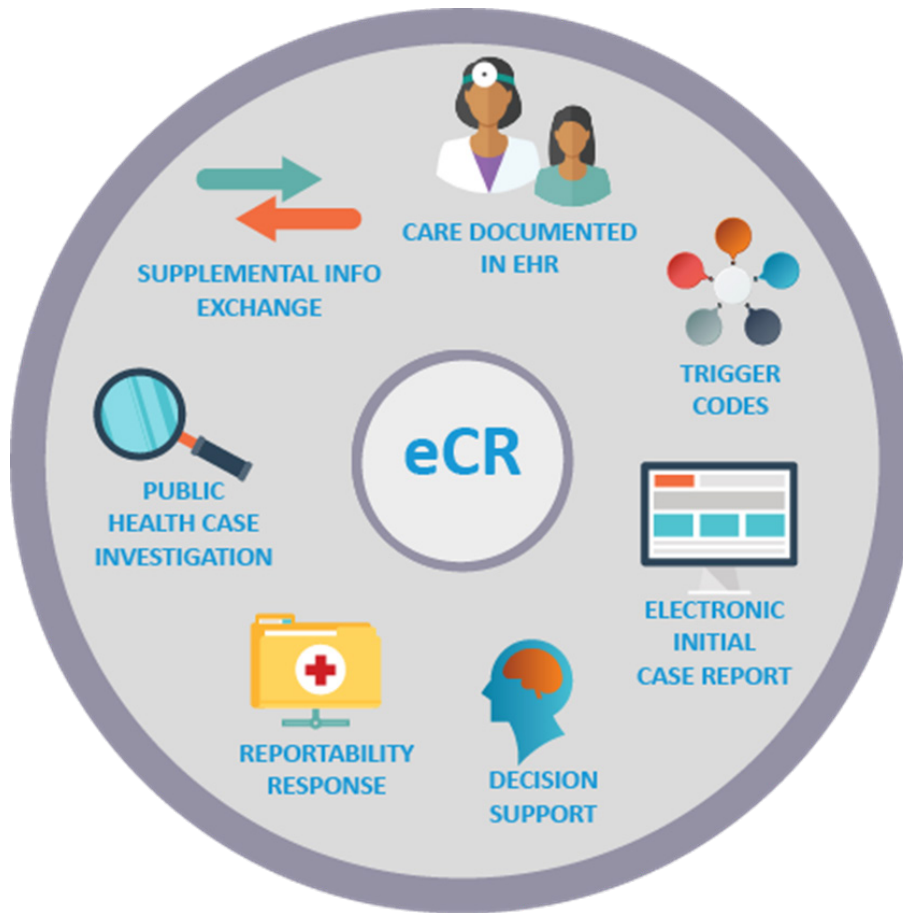 CARE DOCUMENTED
IN EHR
TRIGGER
CODES
ELECTRONIC
INITIAL
CASE REPORT
DECISION
SUPPORT
REPORTABILITY
RESPONSE
PUBLIC
HEALTH CASE
INVESTIGATION
SUPPLEMENTAL INFO
EXCHANGE
eCR